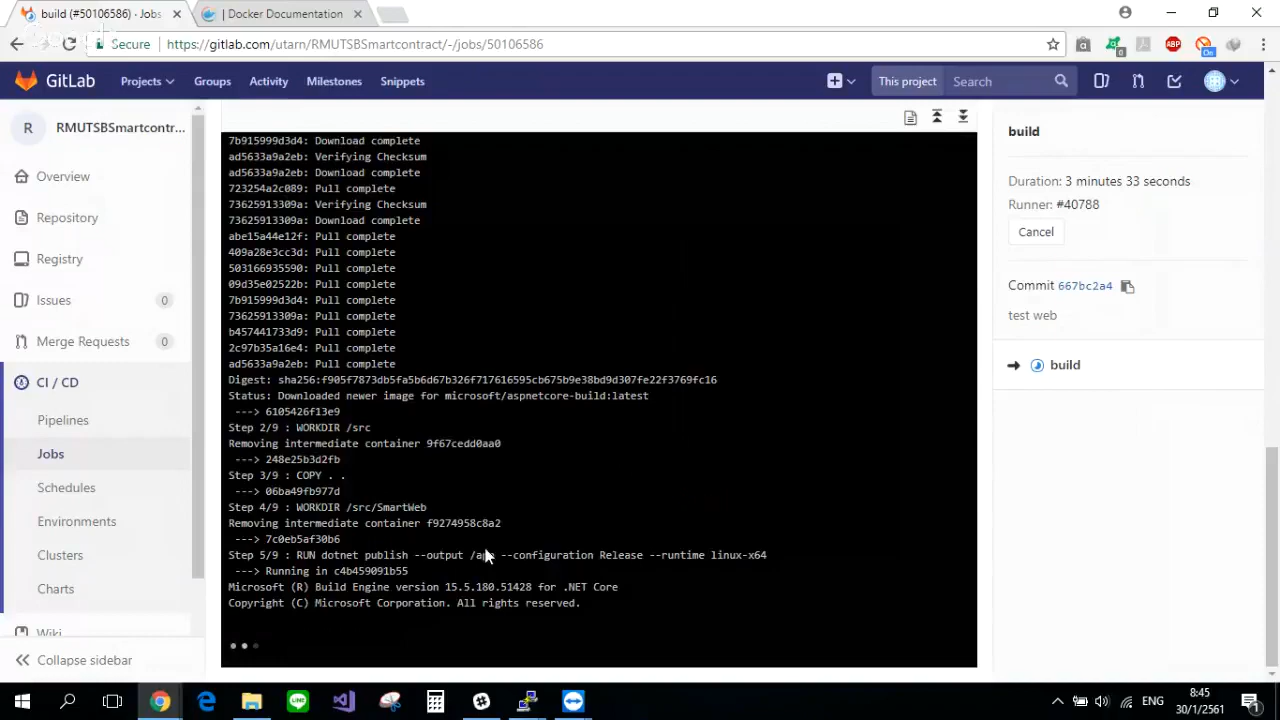 build (#50106586) · Jobs
| Docker Documentation
Secure
https://gitlab.com/utarn/RMUTSBSmartcontract/-/jobs/50106586
GitLab
Projects
Groups
Activity
Milestones
Snippets
This project
Search
R
RMUTSBSmartcontr...
Overview
Repository
Registry
Issues
0
Merge Requests
0
CI / CD
Pipelines
Jobs
Schedules
Environments
Clusters
Charts
Wiki
Collapse sidebar
7b915999d3d4: Download complete
ad5633a9a2eb: Verifying Checksum
ad5633a9a2eb: Download complete
723254a2c089: Pull complete
73625913309a: Verifying Checksum
73625913309a: Download complete
abe15a44e12f: Pull complete
409a28e3cc3d: Pull complete
503166935590: Pull complete
09d35e02522b: Pull complete
7b915999d3d4: Pull complete
73625913309a: Pull complete
b457441733d9: Pull complete
2c97b35a16e4: Pull complete
ad5633a9a2eb: Pull complete
Digest: sha256:f905f7873db5fa5b6d67b326f717616595cb675b9e38bd9d307fe22f3769fc16
Status: Downloaded newer image for microsoft/aspnetcore-build:latest
---> 6105426f13e9
Step 2/9 : WORKDIR /src
Removing intermediate container 9f67cedd0aa0
---> 248e25b3d2fb
Step 3/9 : COPY . .
---> 06ba49fb977d
Step 4/9 : WORKDIR /src/SmartWeb
Removing intermediate container f9274958c8a2
---> 7c0eb5af30b6
Step 5/9 : RUN dotnet publish --output /app --configuration Release --runtime linux-x64
---> Running in c4b459091b55
Microsoft (R) Build Engine version 15.5.180.51428 for .NET Core
Copyright (C) Microsoft Corporation. All rights reserved.
build
Duration: 3 minutes 33 seconds
Runner: #40788
Cancel
Commit 667bc2a4
test web
build
ENG
8:45
30/1/2561